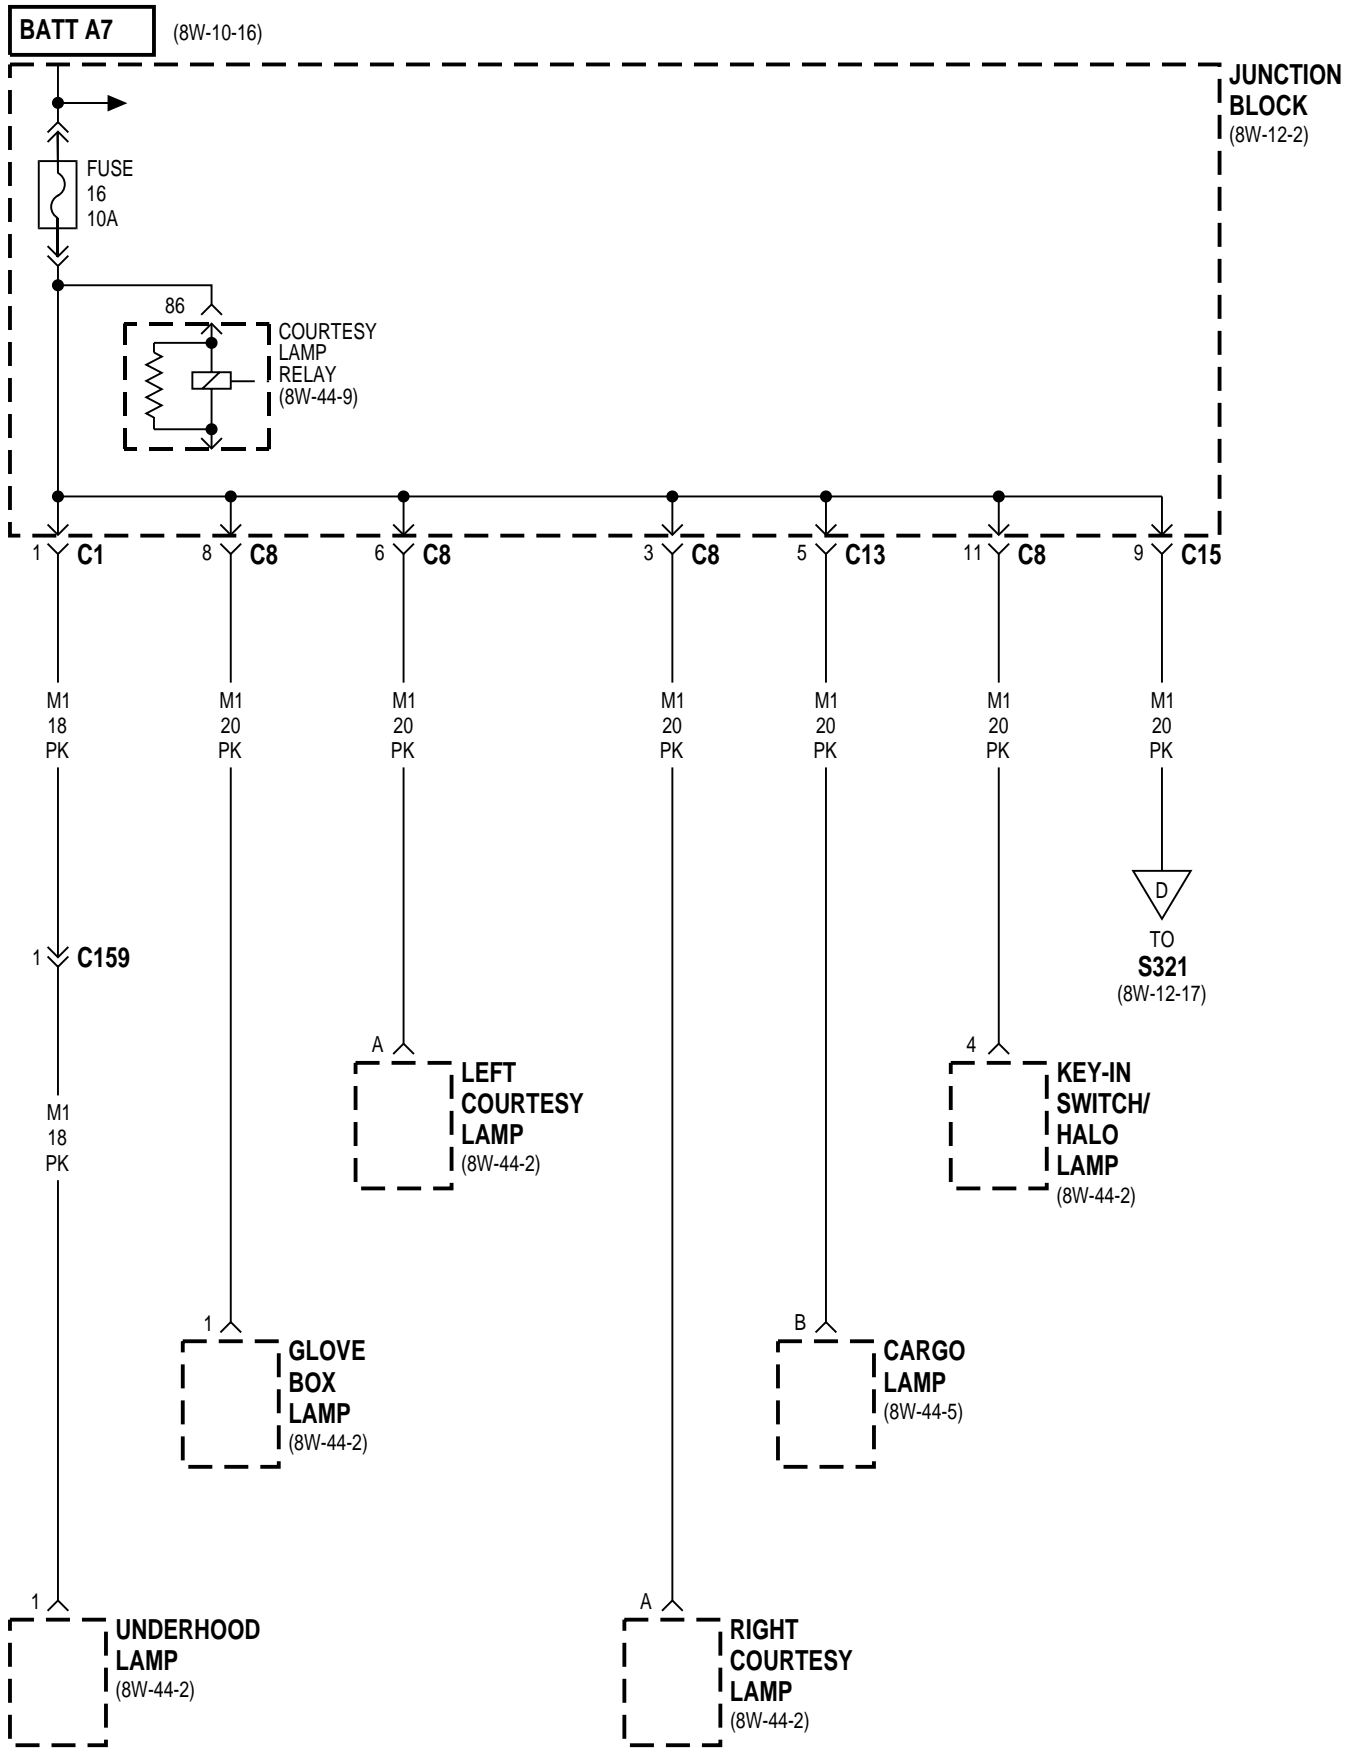 BATT A7
(8W-10-16)
JUNCTION
BLOCK
(8W-12-2)
FUSE
16
10A
86
COURTESY
LAMP
RELAY
(8W-44-9)
1 C1
8 C8
6 C8
3 C8
5 C13
11 C8
9 C15
M1
18
PK
M1
20
PK
M1
20
PK
M1
20
PK
M1
20
PK
M1
20
PK
M1
20
PK
D
TO
S321
(8W-12-17)
1 C159
A
LEFT
COURTESY
LAMP
(8W-44-2)
4
KEY-IN
SWITCH/
HALO
LAMP
(8W-44-2)
M1
18
PK
1
GLOVE
BOX
LAMP
(8W-44-2)
B
CARGO
LAMP
(8W-44-5)
1
UNDERHOOD
LAMP
(8W-44-2)
A
RIGHT
COURTESY
LAMP
(8W-44-2)